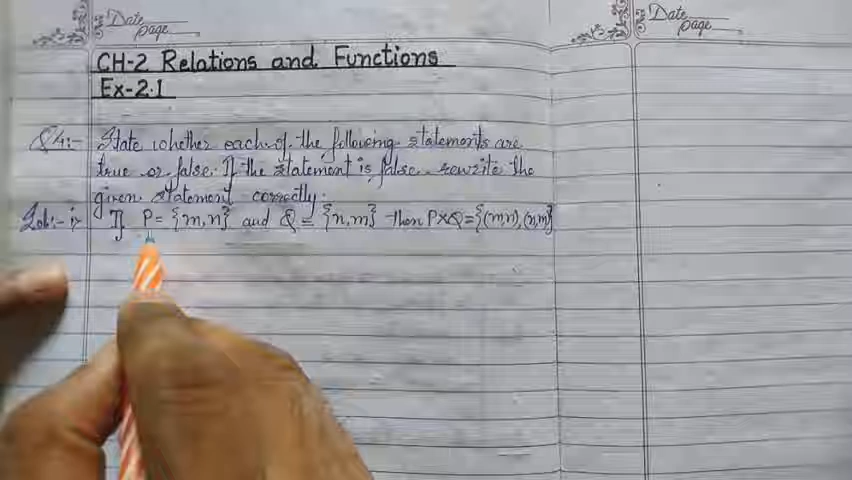 Date
Page
Date
Page
CH-2 Relations and Functions
Ex-2.1
Q4:- State whether each of the following statements are
true or false. If the statement is false, rewrite the
given statement correctly.
Sol:- i> If P = {m,n} and Q = {n,m} then P×Q = {(m,n),(n,m)}